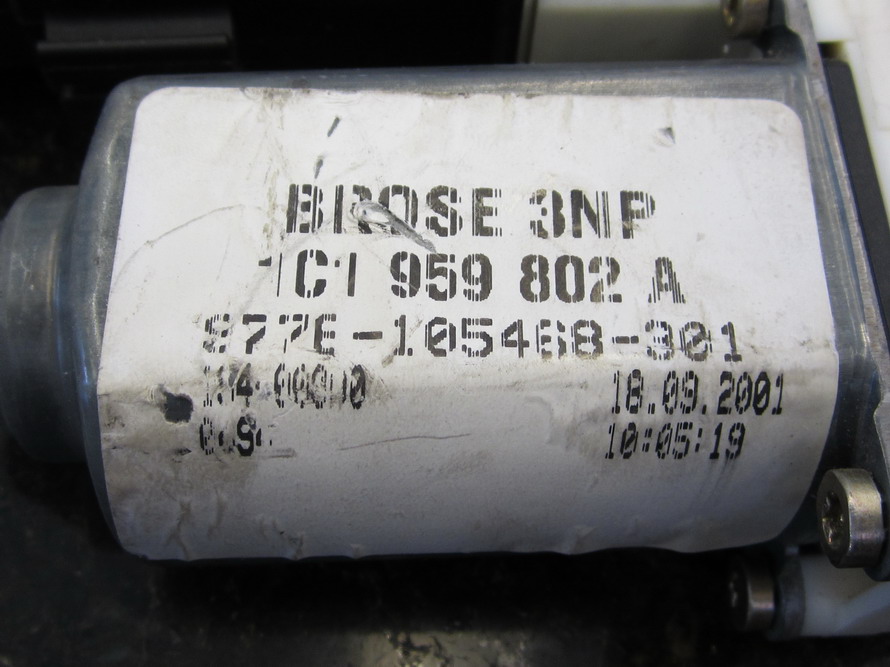 BROSE 3NP
1C1 959 802 A
977E-105468-301
18.09.2001
10:05:19